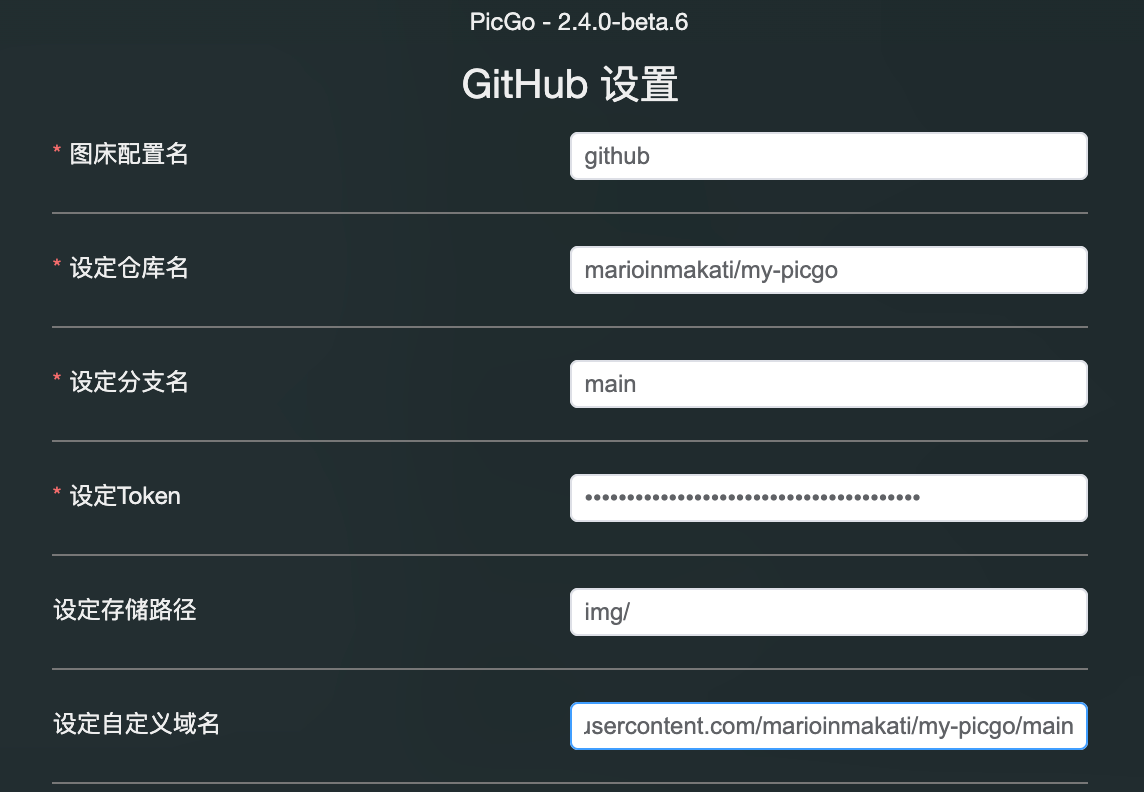 PicGo - 2.4.0-beta.6
GitHub 设置
* 图床配置名
github
* 设定仓库名
marioinmakati/my-picgo
* 设定分支名
main
* 设定Token
••••••••••••••••••••••••••••••••••••••••
设定存储路径
img/
设定自定义域名
usercontent.com/marioinmakati/my-picgo/main